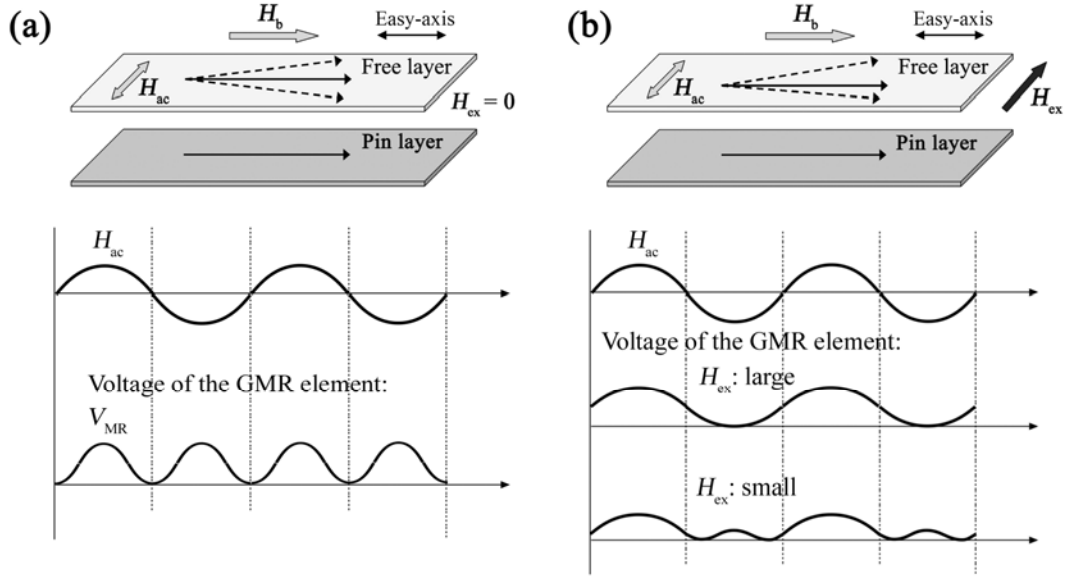 (a)
H_b
Easy-axis
Free layer
H_ac
H_ex = 0
Pin layer
H_ac
Voltage of the GMR element:
V_MR
(b)
H_b
Easy-axis
Free layer
H_ac
H_ex
Pin layer
H_ac
Voltage of the GMR element:
H_ex: large
H_ex: small